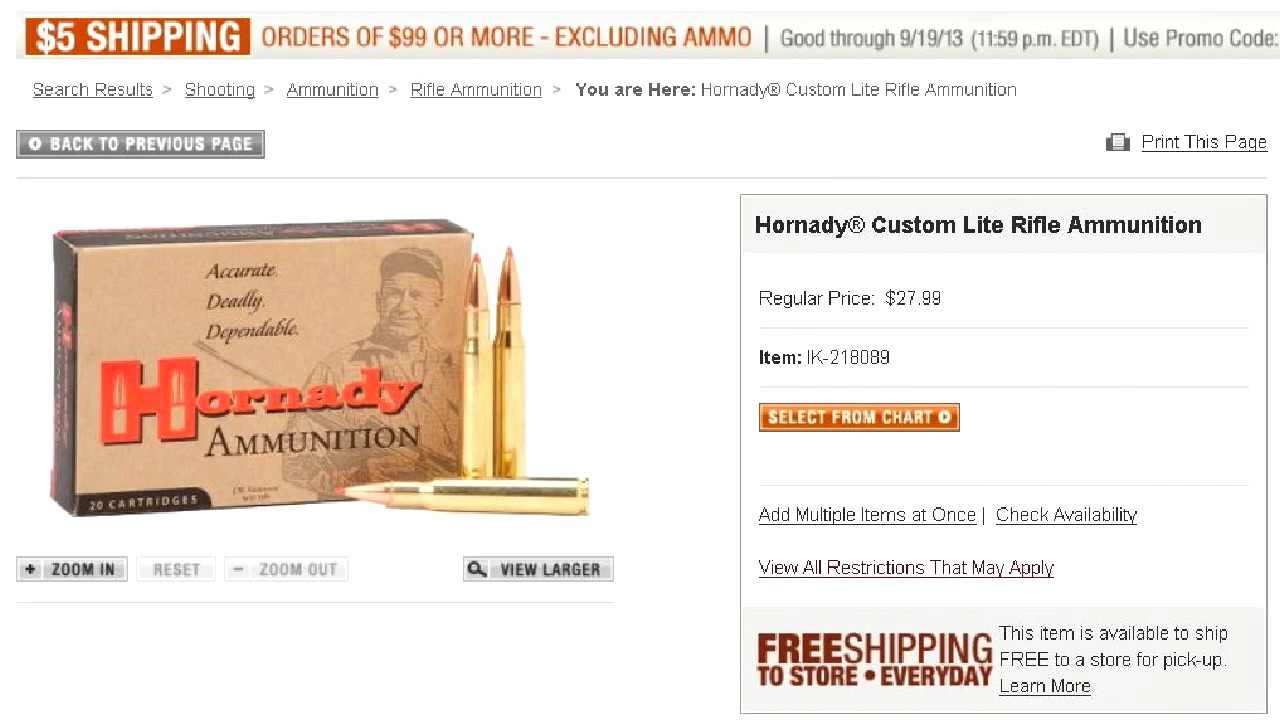 $5 SHIPPING ORDERS OF $99 OR MORE - EXCLUDING AMMO | Good through 9/19/13 (11:59 p.m. EDT) | Use Promo Code:
Search Results > Shooting > Ammunition > Rifle Ammunition > You are Here: Hornady® Custom Lite Rifle Ammunition
BACK TO PREVIOUS PAGE
Print This Page
Accurate.
Deadly.
Dependable.
Hornady
AMMUNITION
20 CARTRIDGES
+ ZOOM IN
RESET
- ZOOM OUT
VIEW LARGER
Hornady® Custom Lite Rifle Ammunition
Regular Price: $27.99
Item: IK-218089
SELECT FROM CHART
Add Multiple Items at Once | Check Availability
View All Restrictions That May Apply
FREE SHIPPING
TO STORE • EVERYDAY
This item is available to ship
FREE to a store for pick-up.
Learn More